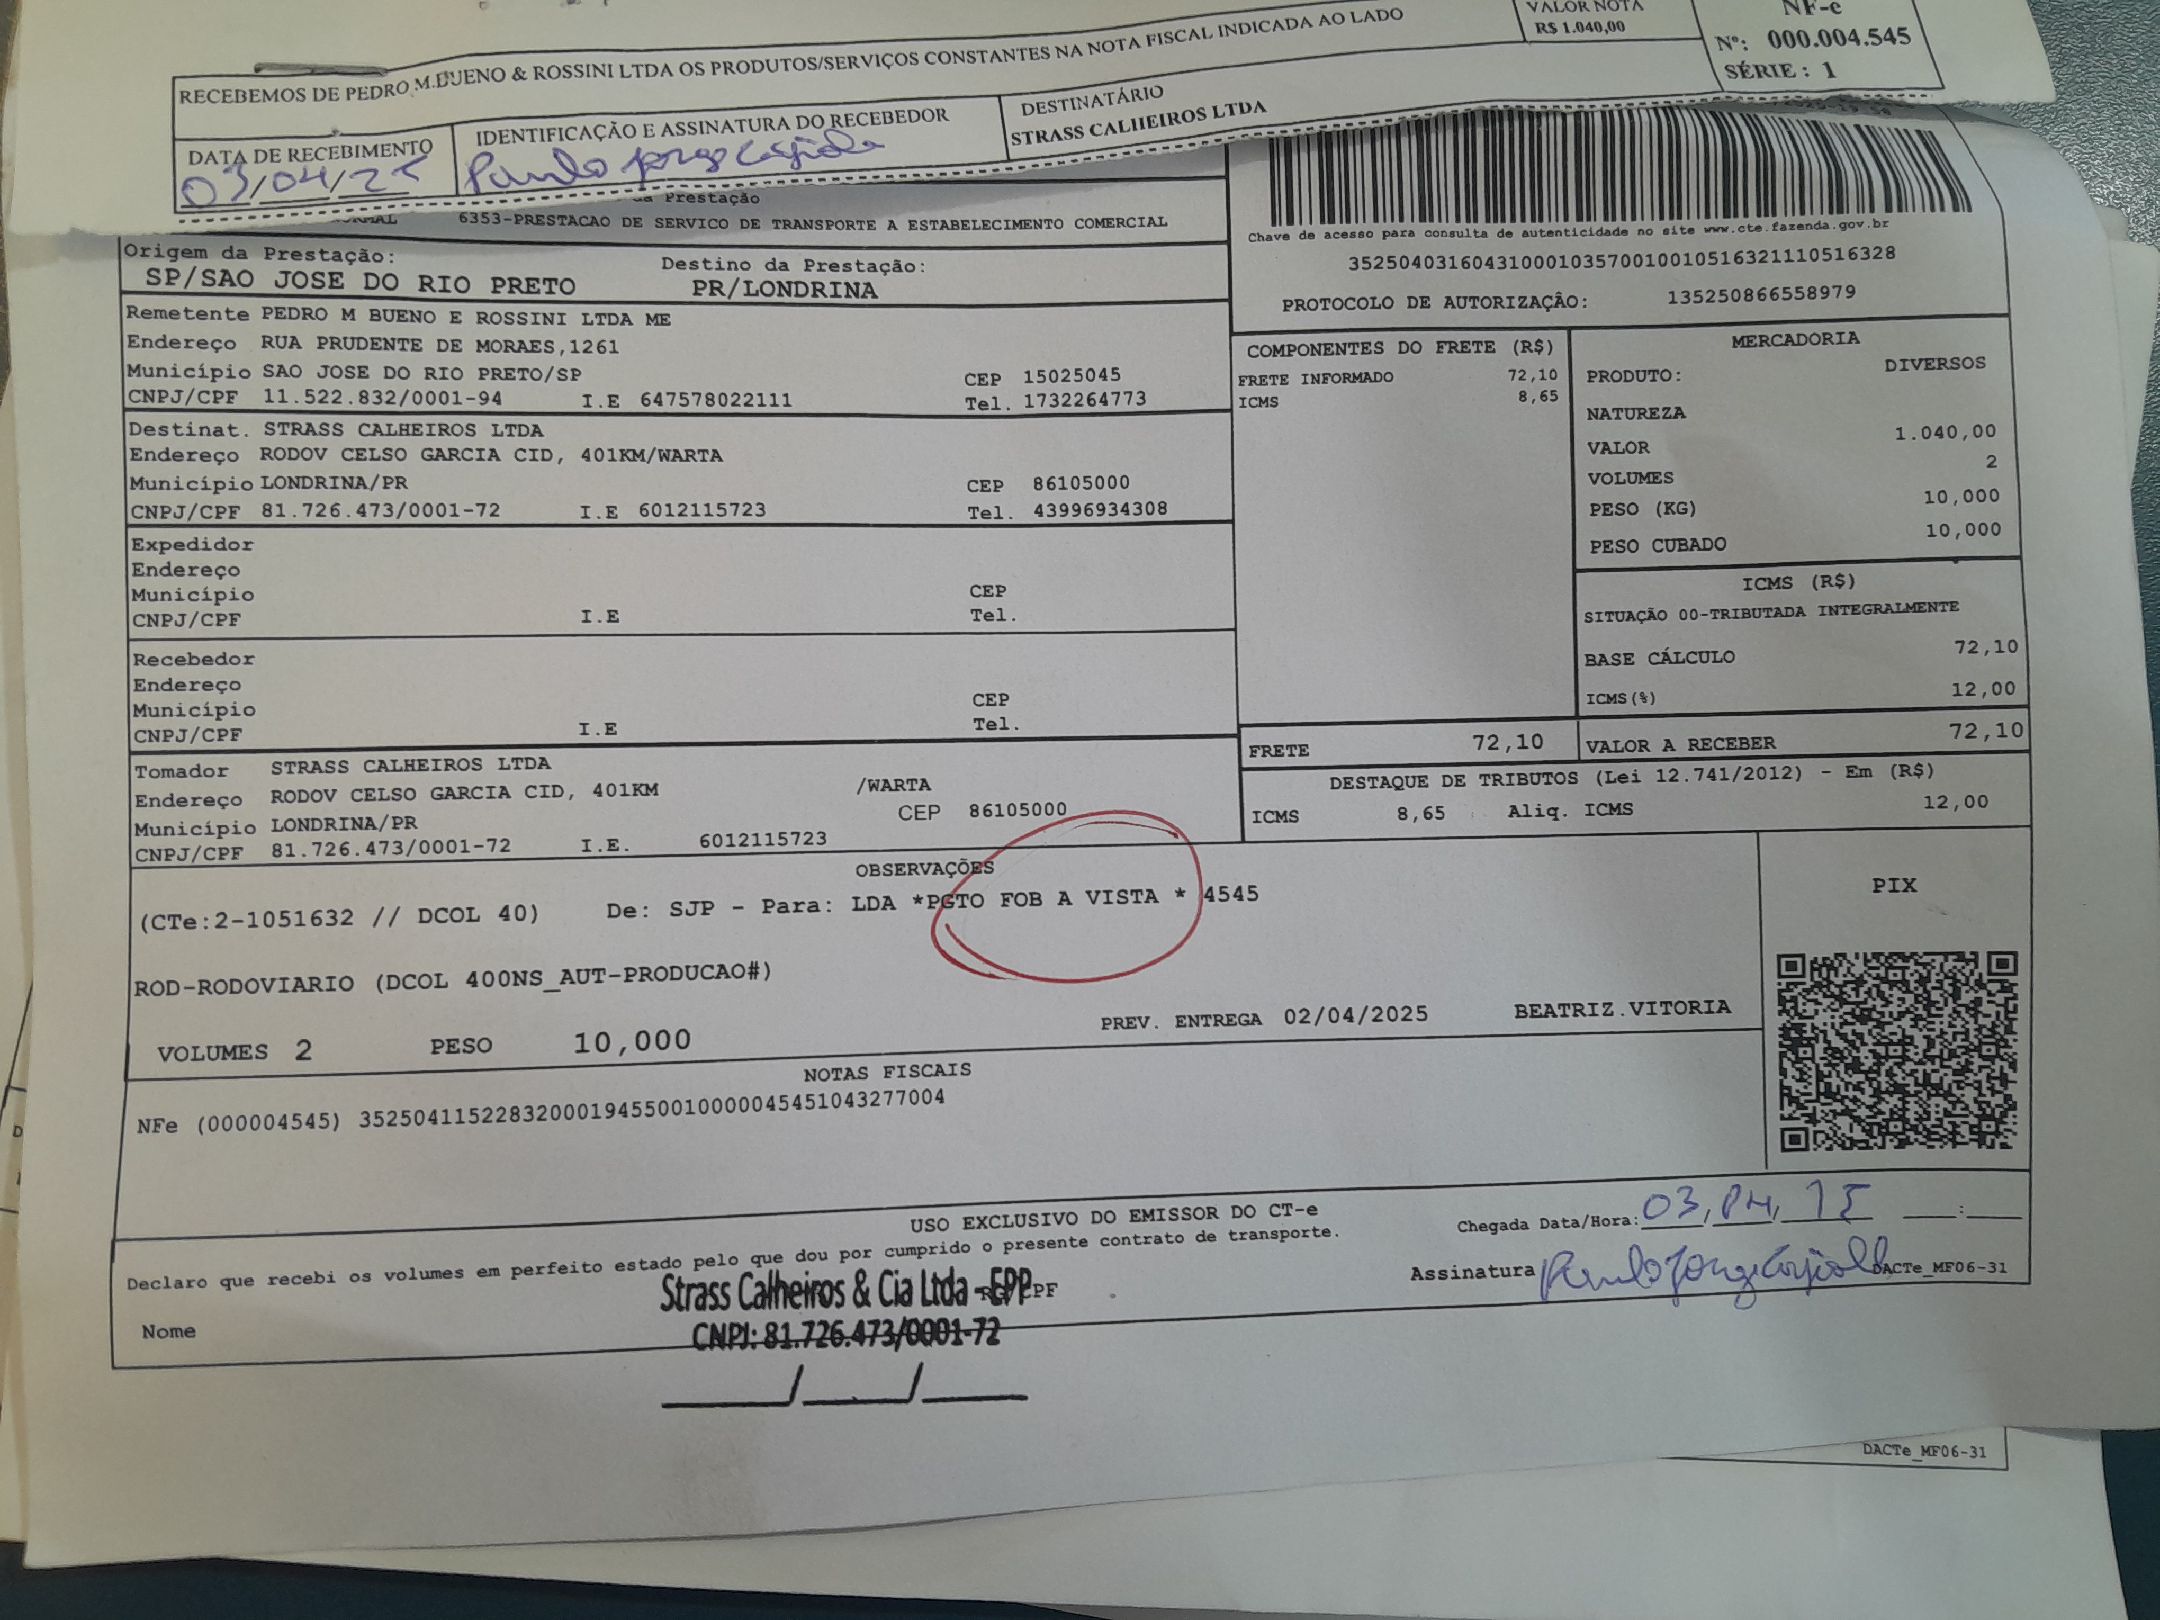 VALOR NOTA
R$ 1.040,00
NF-e
Nº: 000.004.545
SÉRIE : 1
RECEBEMOS DE PEDRO M.BUENO & ROSSINI LTDA OS PRODUTOS/SERVIÇOS CONSTANTES NA NOTA FISCAL INDICADA AO LADO
DATA DE RECEBIMENTO
03/04/25
IDENTIFICAÇÃO E ASSINATURA DO RECEBEDOR
Paulo Jorge
DESTINATÁRIO
STRASS CALHEIROS LTDA
Prestação
6353-PRESTACAO DE SERVICO DE TRANSPORTE A ESTABELECIMENTO COMERCIAL
Origem da Prestação:
SP/SAO JOSE DO RIO PRETO
Destino da Prestação:
PR/LONDRINA
Chave de acesso para consulta de autenticidade no site www.cte.fazenda.gov.br
35250403160431000103570010010516321110516328
PROTOCOLO DE AUTORIZAÇÃO: 135250866558979
Remetente PEDRO M BUENO E ROSSINI LTDA ME
Endereço RUA PRUDENTE DE MORAES,1261
Município SAO JOSE DO RIO PRETO/SP CEP 15025045
CNPJ/CPF 11.522.832/0001-94 I.E 647578022111 Tel. 1732264773
Destinat. STRASS CALHEIROS LTDA
Endereço RODOV CELSO GARCIA CID, 401KM/WARTA
Município LONDRINA/PR CEP 86105000
CNPJ/CPF 81.726.473/0001-72 I.E 6012115723 Tel. 43996934308
Expedidor
Endereço
Município CEP
CNPJ/CPF I.E Tel.
Recebedor
Endereço
Município CEP
CNPJ/CPF I.E Tel.
Tomador STRASS CALHEIROS LTDA
Endereço RODOV CELSO GARCIA CID, 401KM /WARTA
Município LONDRINA/PR CEP 86105000
CNPJ/CPF 81.726.473/0001-72 I.E. 6012115723
COMPONENTES DO FRETE (R$)
FRETE INFORMADO 72,10
ICMS 8,65
MERCADORIA
PRODUTO: DIVERSOS
NATUREZA
VALOR 1.040,00
VOLUMES 2
PESO (KG) 10,000
PESO CUBADO 10,000
ICMS (R$)
SITUAÇÃO 00-TRIBUTADA INTEGRALMENTE
BASE CÁLCULO 72,10
ICMS(%) 12,00
FRETE 72,10 VALOR A RECEBER 72,10
DESTAQUE DE TRIBUTOS (Lei 12.741/2012) - Em (R$)
ICMS 8,65 Aliq. ICMS 12,00
OBSERVAÇÕES
(CTe:2-1051632 // DCOL 40) De: SJP - Para: LDA *PGTO FOB A VISTA * 4545
ROD-RODOVIARIO (DCOL 400NS_AUT-PRODUCAO#)
PREV. ENTREGA 02/04/2025 BEATRIZ.VITORIA
VOLUMES 2 PESO 10,000
PIX
NOTAS FISCAIS
NFe (000004545) 35250411522832000194550010000045451043277004
USO EXCLUSIVO DO EMISSOR DO CT-e
Declaro que recebi os volumes em perfeito estado pelo que dou por cumprido o presente contrato de transporte.
Chegada Data/Hora: 03, 04, 25 __:__
Assinatura Paulo Jorge
DACTe_MF06-31
Nome
CPF
Strass Calheiros & Cia Ltda - EPP
CNPJ: 81.726.473/0001-72
____/____/____
DACTe_MF06-31